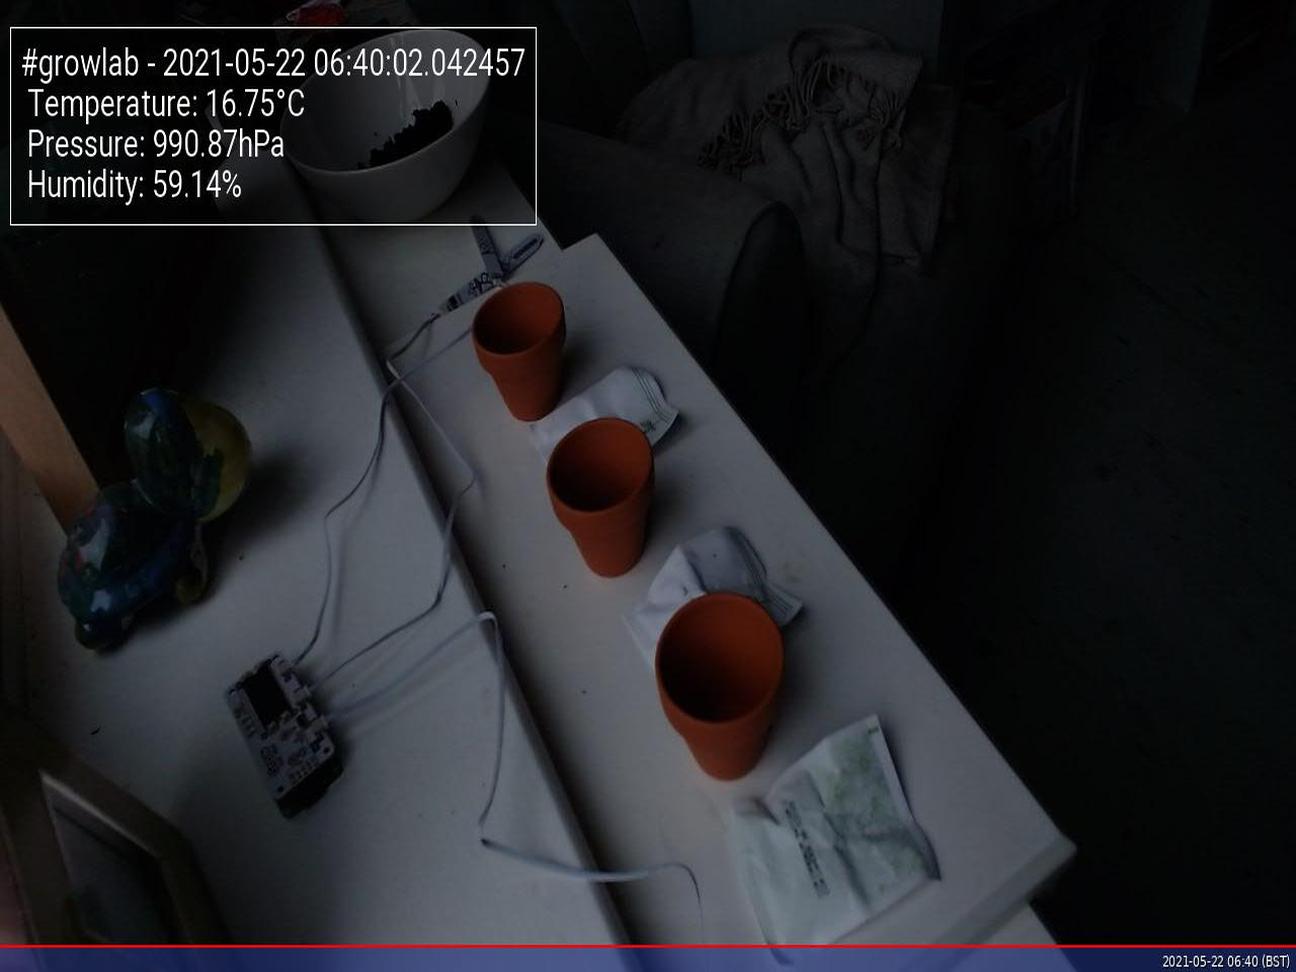 #growlab - 2021-05-22 06:40:02.042457
Temperature: 16.75°C
Pressure: 990.87hPa
Humidity: 59.14%
2021-05-22 06:40 (BST)